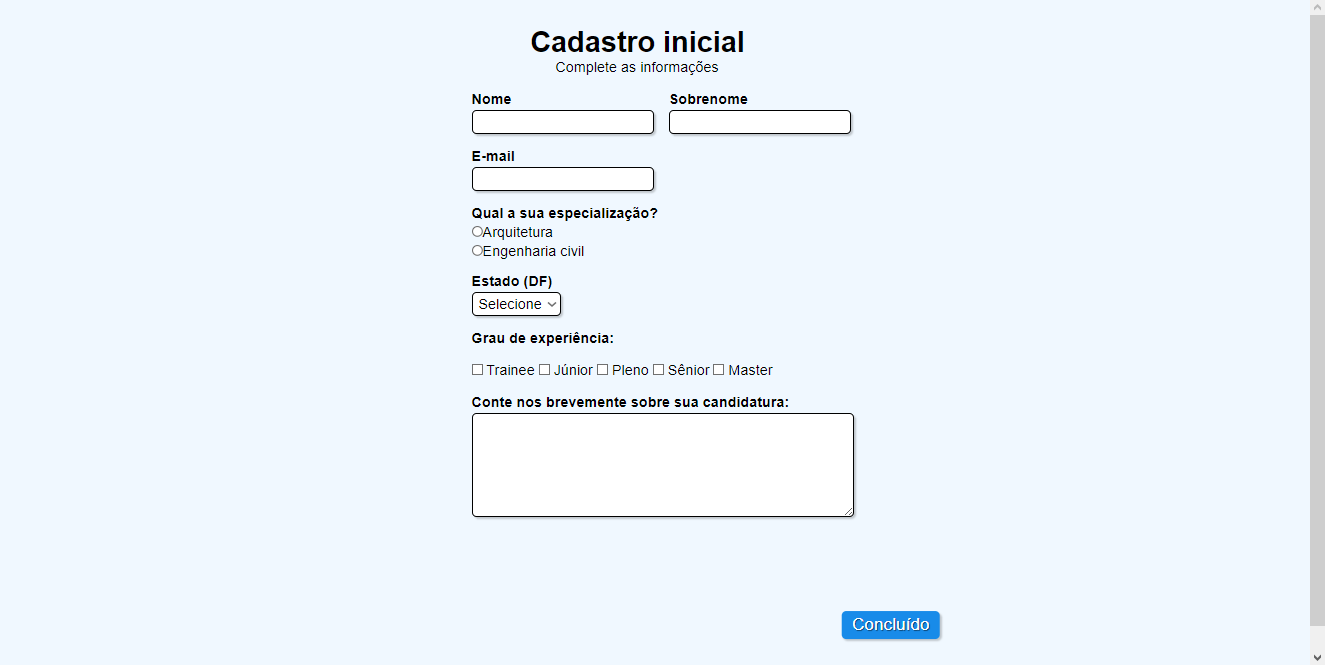 Cadastro inicial
Complete as informações
Nome Sobrenome
E-mail
Qual a sua especialização?
Arquitetura
Engenharia civil
Estado (DF)
Selecione
Grau de experiência:
Trainee Júnior Pleno Sênior Master
Conte nos brevemente sobre sua candidatura:
Concluído